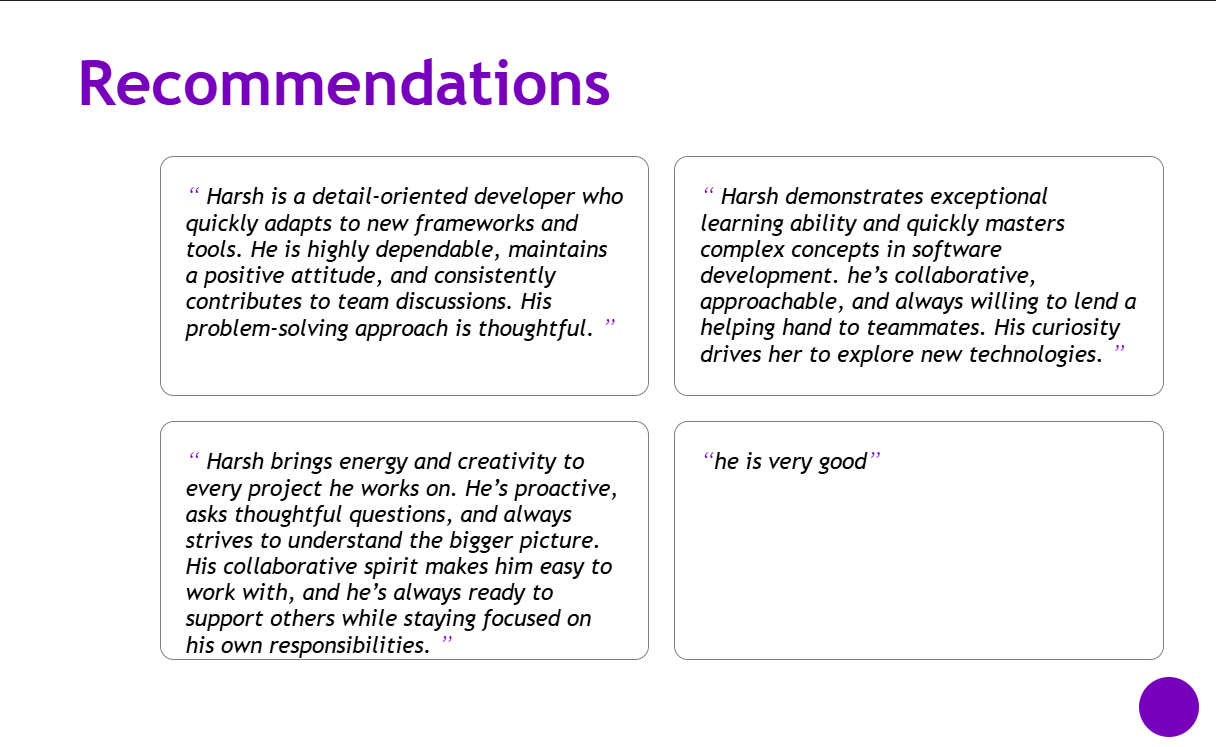 Recommendations
“ Harsh is a detail-oriented developer who
quickly adapts to new frameworks and
tools. He is highly dependable, maintains
a positive attitude, and consistently
contributes to team discussions. His
problem-solving approach is thoughtful. ”
“ Harsh demonstrates exceptional
learning ability and quickly masters
complex concepts in software
development. he’s collaborative,
approachable, and always willing to lend a
helping hand to teammates. His curiosity
drives her to explore new technologies. ”
“ Harsh brings energy and creativity to
every project he works on. He’s proactive,
asks thoughtful questions, and always
strives to understand the bigger picture.
His collaborative spirit makes him easy to
work with, and he’s always ready to
support others while staying focused on
his own responsibilities. ”
“he is very good”